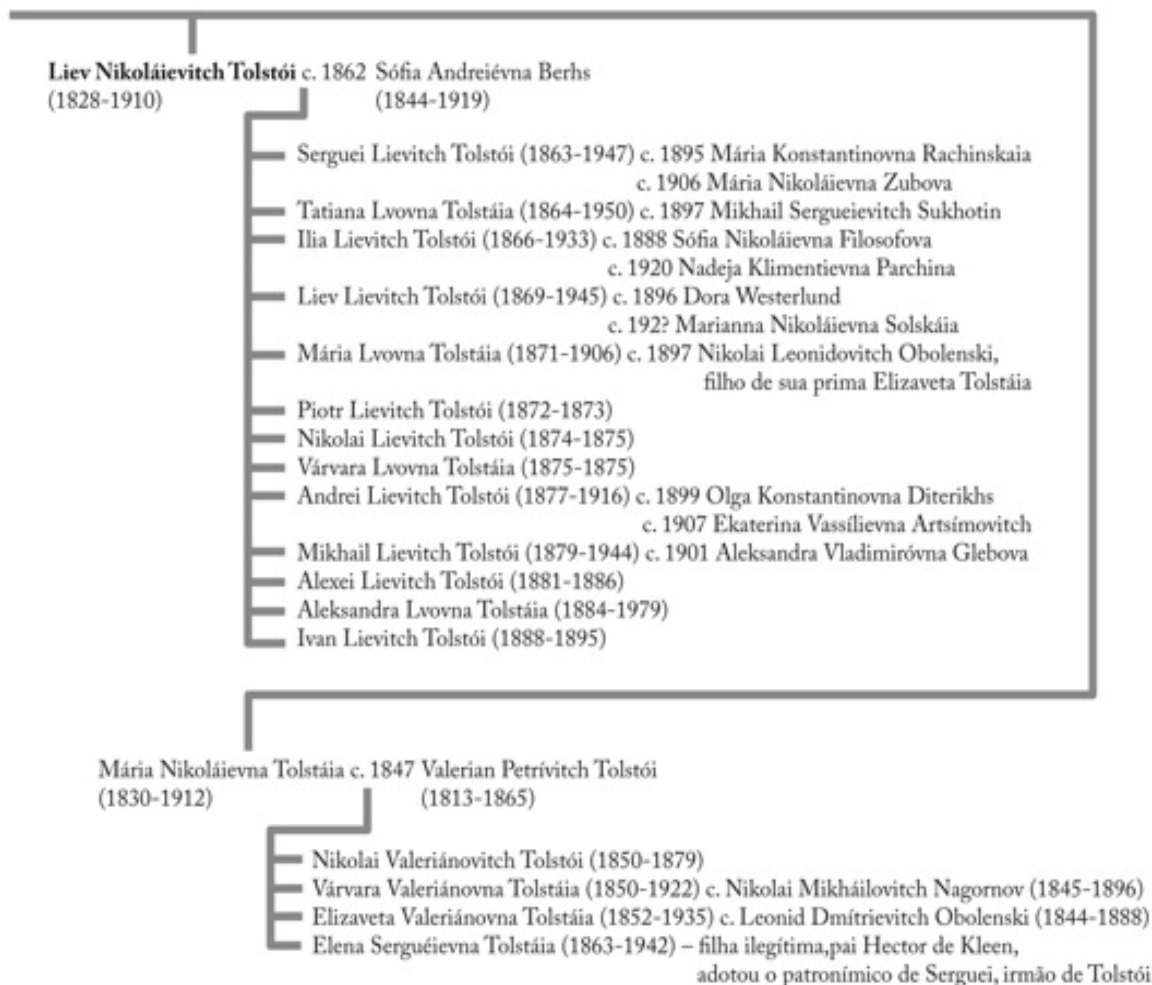 Liev Nikoláievitch Tolstói c. 1862 Sófia Andreiévna Berhs
(1828-1910) (1844-1919)
Serguei Lievitch Tolstói (1863-1947) c. 1895 Mária Konstantinovna Rachinskaia
c. 1906 Mária Nikoláievna Zubova
Tatiana Lvovna Tolstáia (1864-1950) c. 1897 Mikhail Sergueievitch Sukhotin
Ilia Lievitch Tolstói (1866-1933) c. 1888 Sófia Nikoláievna Filosofova
c. 1920 Nadeja Klimentievna Parchina
Liev Lievitch Tolstói (1869-1945) c. 1896 Dora Westerlund
c. 192? Marianna Nikoláievna Solskáia
Mária Lvovna Tolstáia (1871-1906) c. 1897 Nikolai Leonidovitch Obolenski,
filho de sua prima Elizaveta Tolstáia
Piotr Lievitch Tolstói (1872-1873)
Nikolai Lievitch Tolstói (1874-1875)
Várvara Lvovna Tolstáia (1875-1875)
Andrei Lievitch Tolstói (1877-1916) c. 1899 Olga Konstantinovna Diterikhs
c. 1907 Ekaterina Vassílievna Artsímovitch
Mikhail Lievitch Tolstói (1879-1944) c. 1901 Aleksandra Vladimiróvna Glebova
Alexei Lievitch Tolstói (1881-1886)
Aleksandra Lvovna Tolstáia (1884-1979)
Ivan Lievitch Tolstói (1888-1895)
Mária Nikoláievna Tolstáia c. 1847 Valerian Petrívitch Tolstói
(1830-1912) (1813-1865)
Nikolai Valeriánovitch Tolstói (1850-1879)
Várvara Valeriánovna Tolstáia (1850-1922) c. Nikolai Mikháilovitch Nagornov (1845-1896)
Elizaveta Valeriánovna Tolstáia (1852-1935) c. Leonid Dmítrievitch Obolenski (1844-1888)
Elena Serguéievna Tolstáia (1863-1942) – filha ilegítima,pai Hector de Kleen,
adotou o patronímico de Serguei, irmão de Tolstói